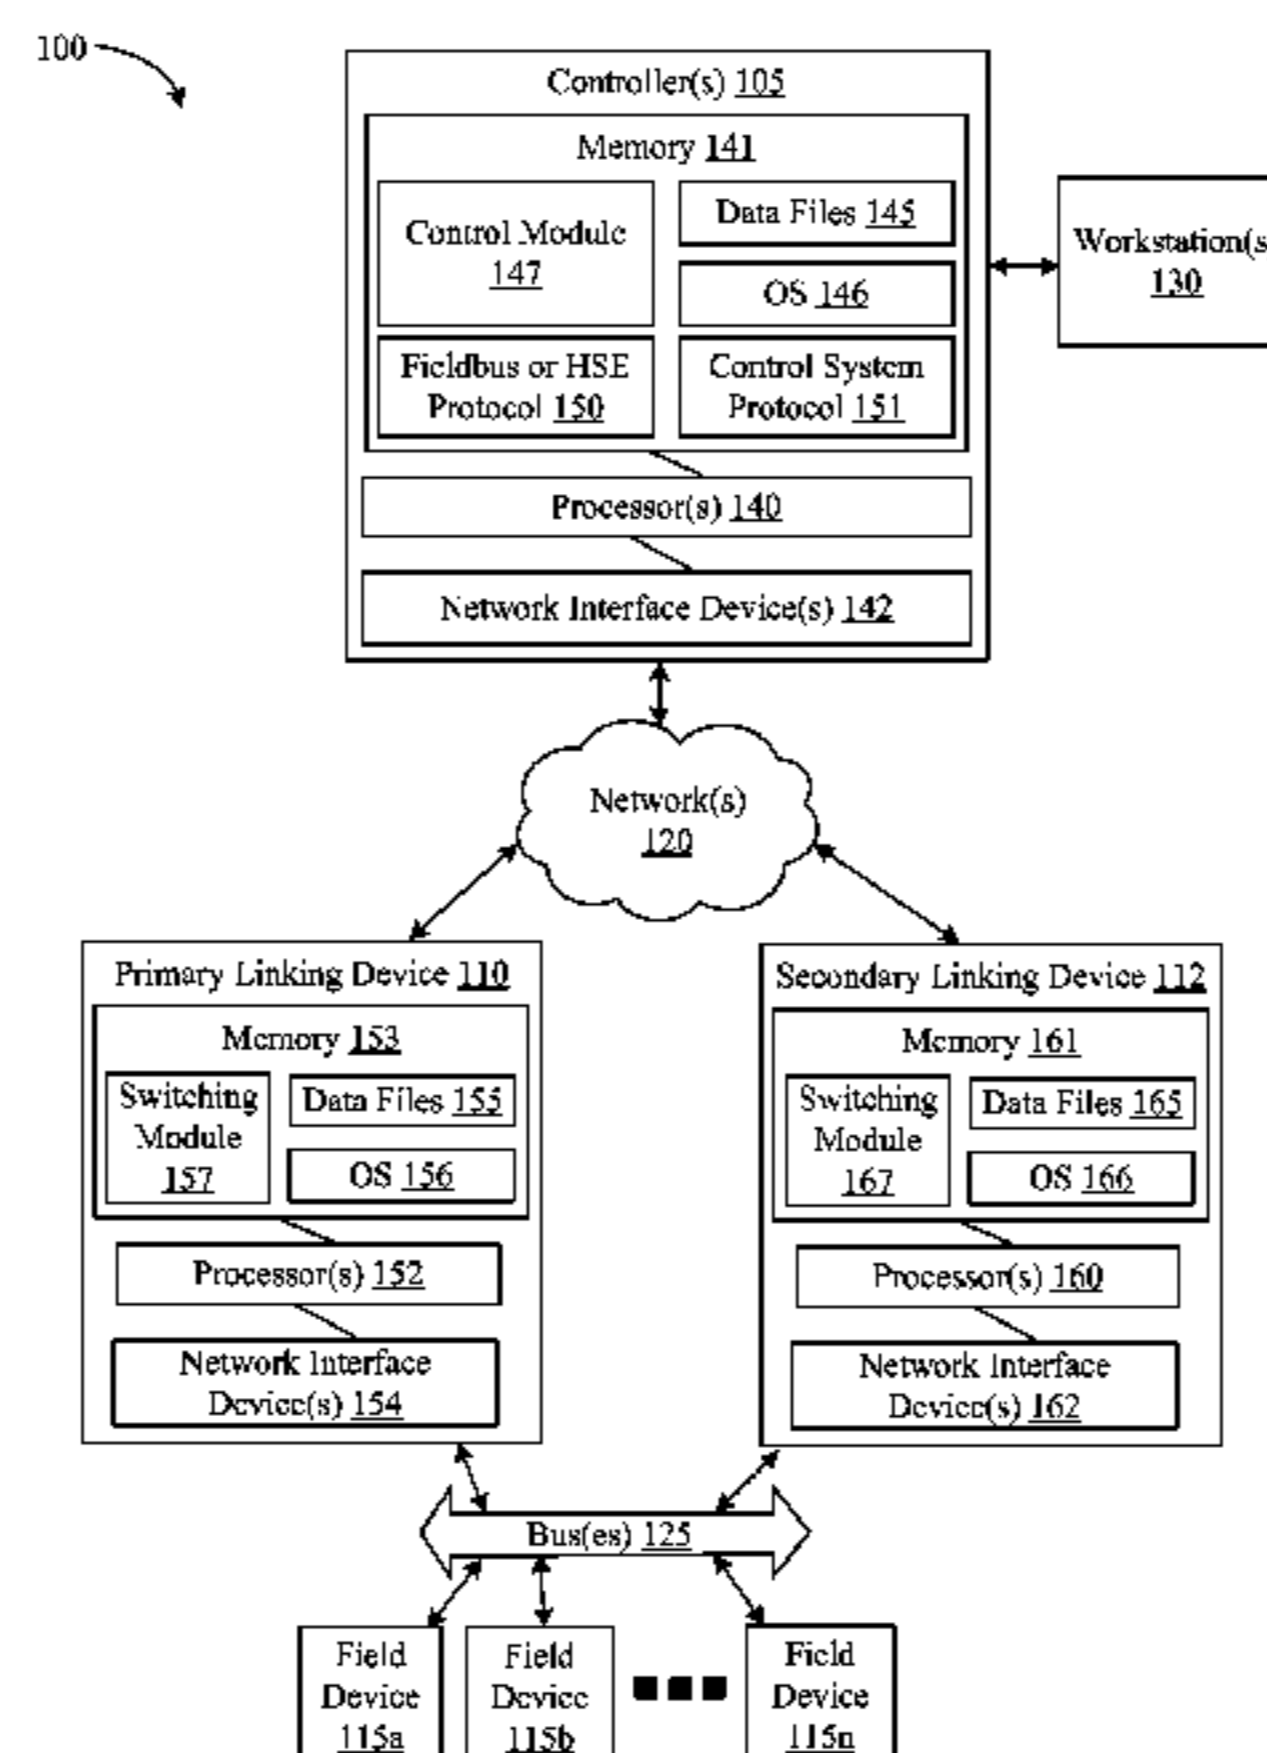 100
Controller(s) 105
Memory 141
Control Module
147
Data Files 145
OS 146
Fieldbus or HSE
Protocol 150
Control System
Protocol 151
Processor(s) 140
Network Interface Device(s) 142
Workstation(s
130
Network(s)
120
Primary Linking Device 110
Memory 153
Switching
Module
157
Data Files 155
OS 156
Processor(s) 152
Network Interface
Device(s) 154
Secondary Linking Device 112
Memory 161
Switching
Module
167
Data Files 165
OS 166
Processor(s) 160
Network Interface
Device(s) 162
Bus(es) 125
Field
Device
115a
Field
Device
115b
Field
Device
115n